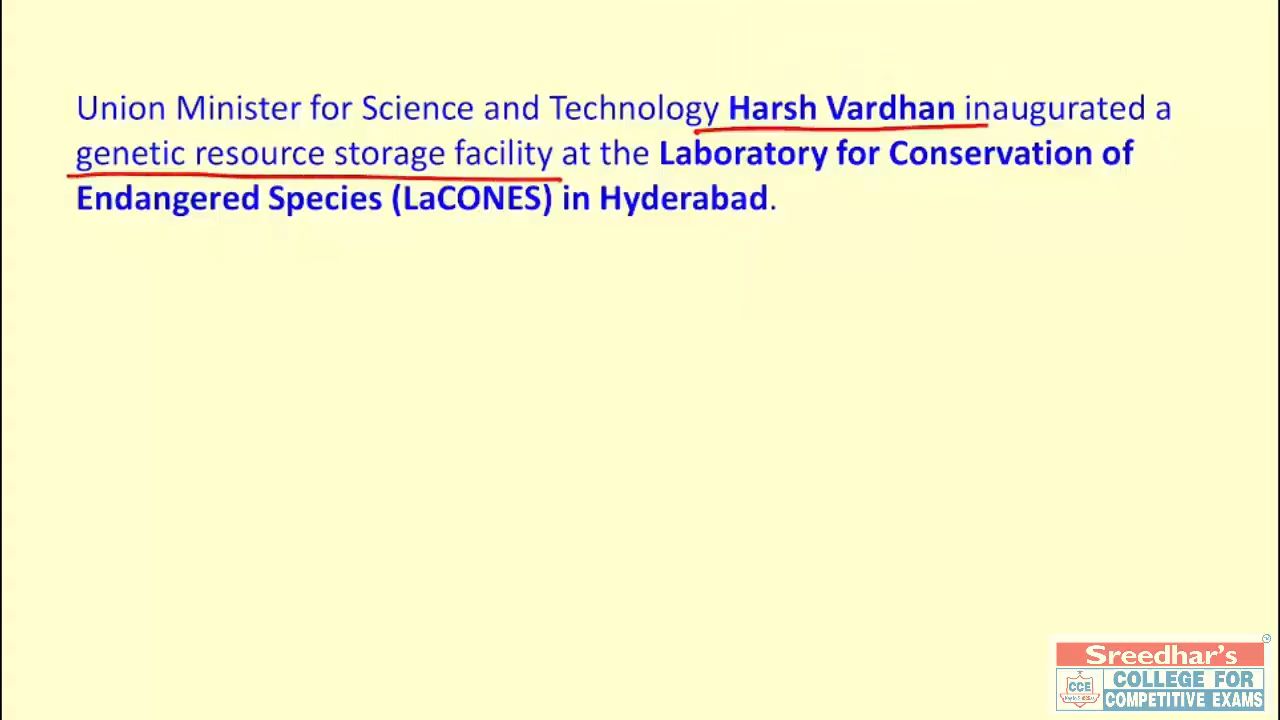 Union Minister for Science and Technology Harsh Vardhan inaugurated a
genetic resource storage facility at the Laboratory for Conservation of
Endangered Species (LaCONES) in Hyderabad.
Sreedhar's
CCE
COLLEGE FOR
COMPETITIVE EXAMS